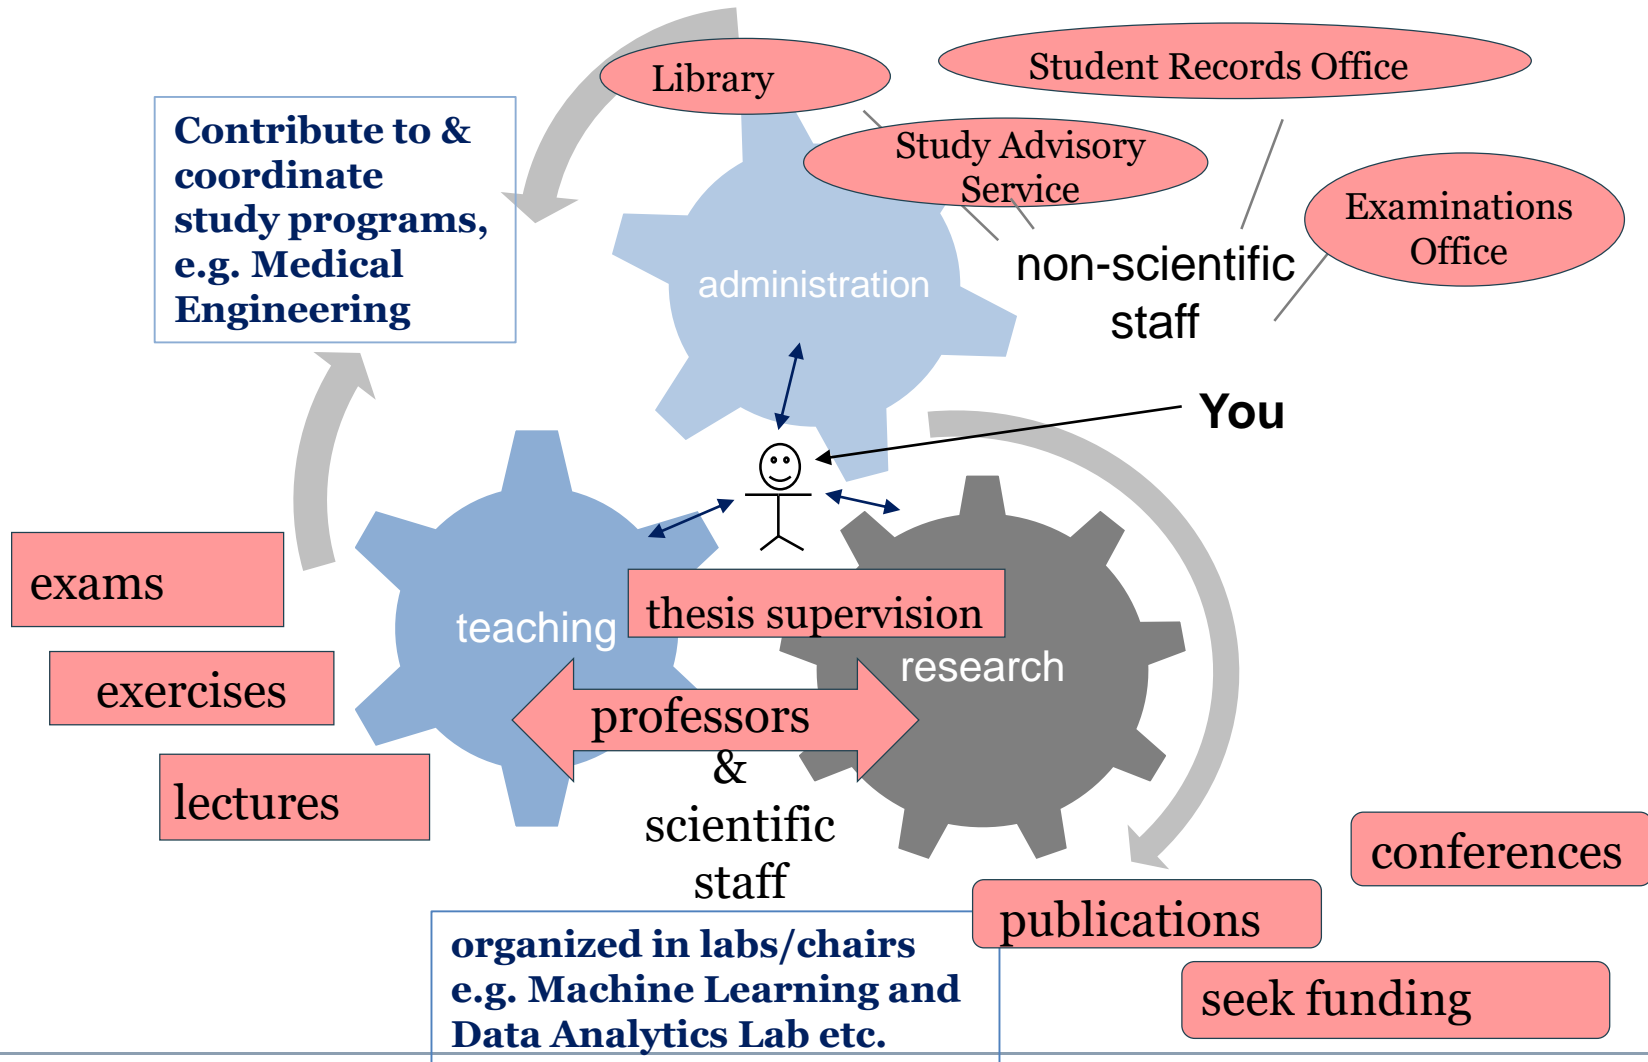 Library
Student Records Office
Contribute to &
coordinate
study programs,
e.g. Medical
Engineering
Study Advisory
Service
Examinations
Office
non-scientific
staff
administration
You
exams
exercises
lectures
teaching
thesis supervision
research
professors
&
scientific
staff
conferences
publications
seek funding
organized in labs/chairs
e.g. Machine Learning and
Data Analytics Lab etc.